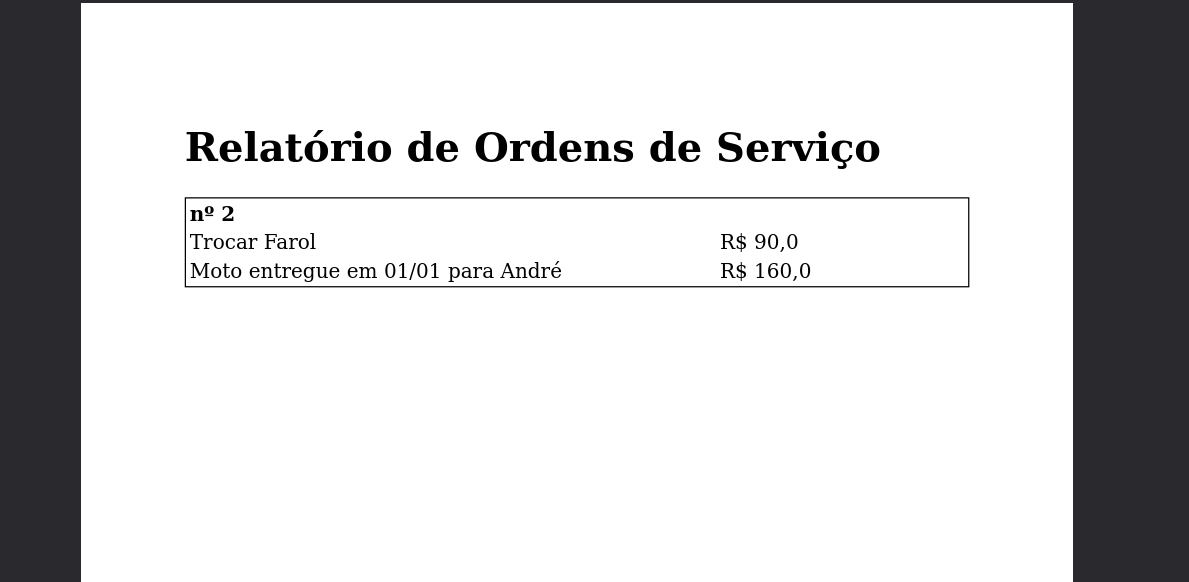 Relatório de Ordens de Serviço
nº 2
Trocar Farol R$ 90,0
Moto entregue em 01/01 para André R$ 160,0